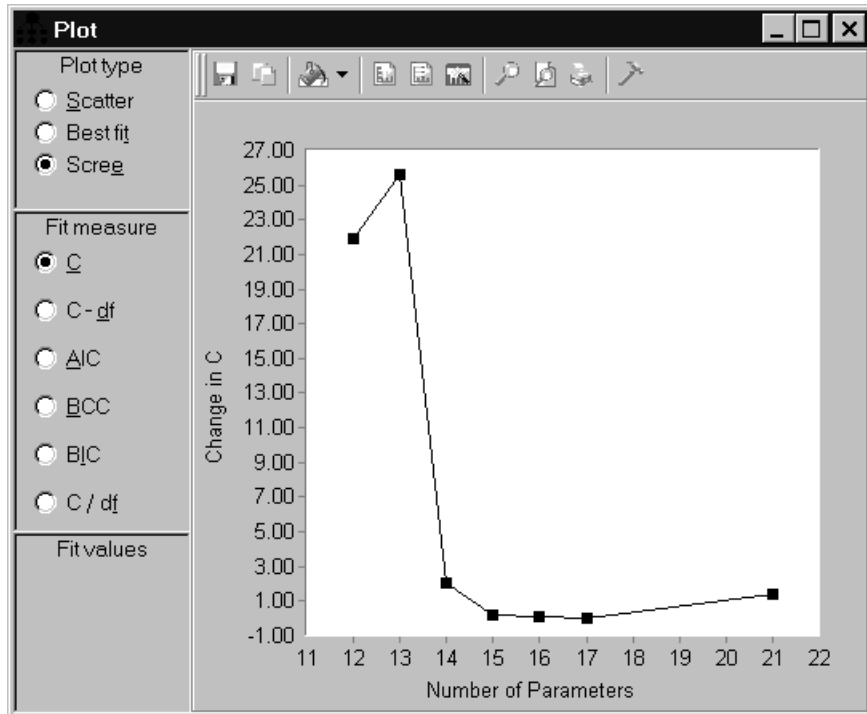 Plot
Plot type
Scatter
Best fit
Scree
Fit measure
C
C - df
AIC
BCC
BIC
C / df
Fit values
27.00
25.00
23.00
21.00
19.00
17.00
15.00
13.00
11.00
9.00
7.00
5.00
3.00
1.00
-1.00
Change in C
11 12 13 14 15 16 17 18 19 20 21 22
Number of Parameters